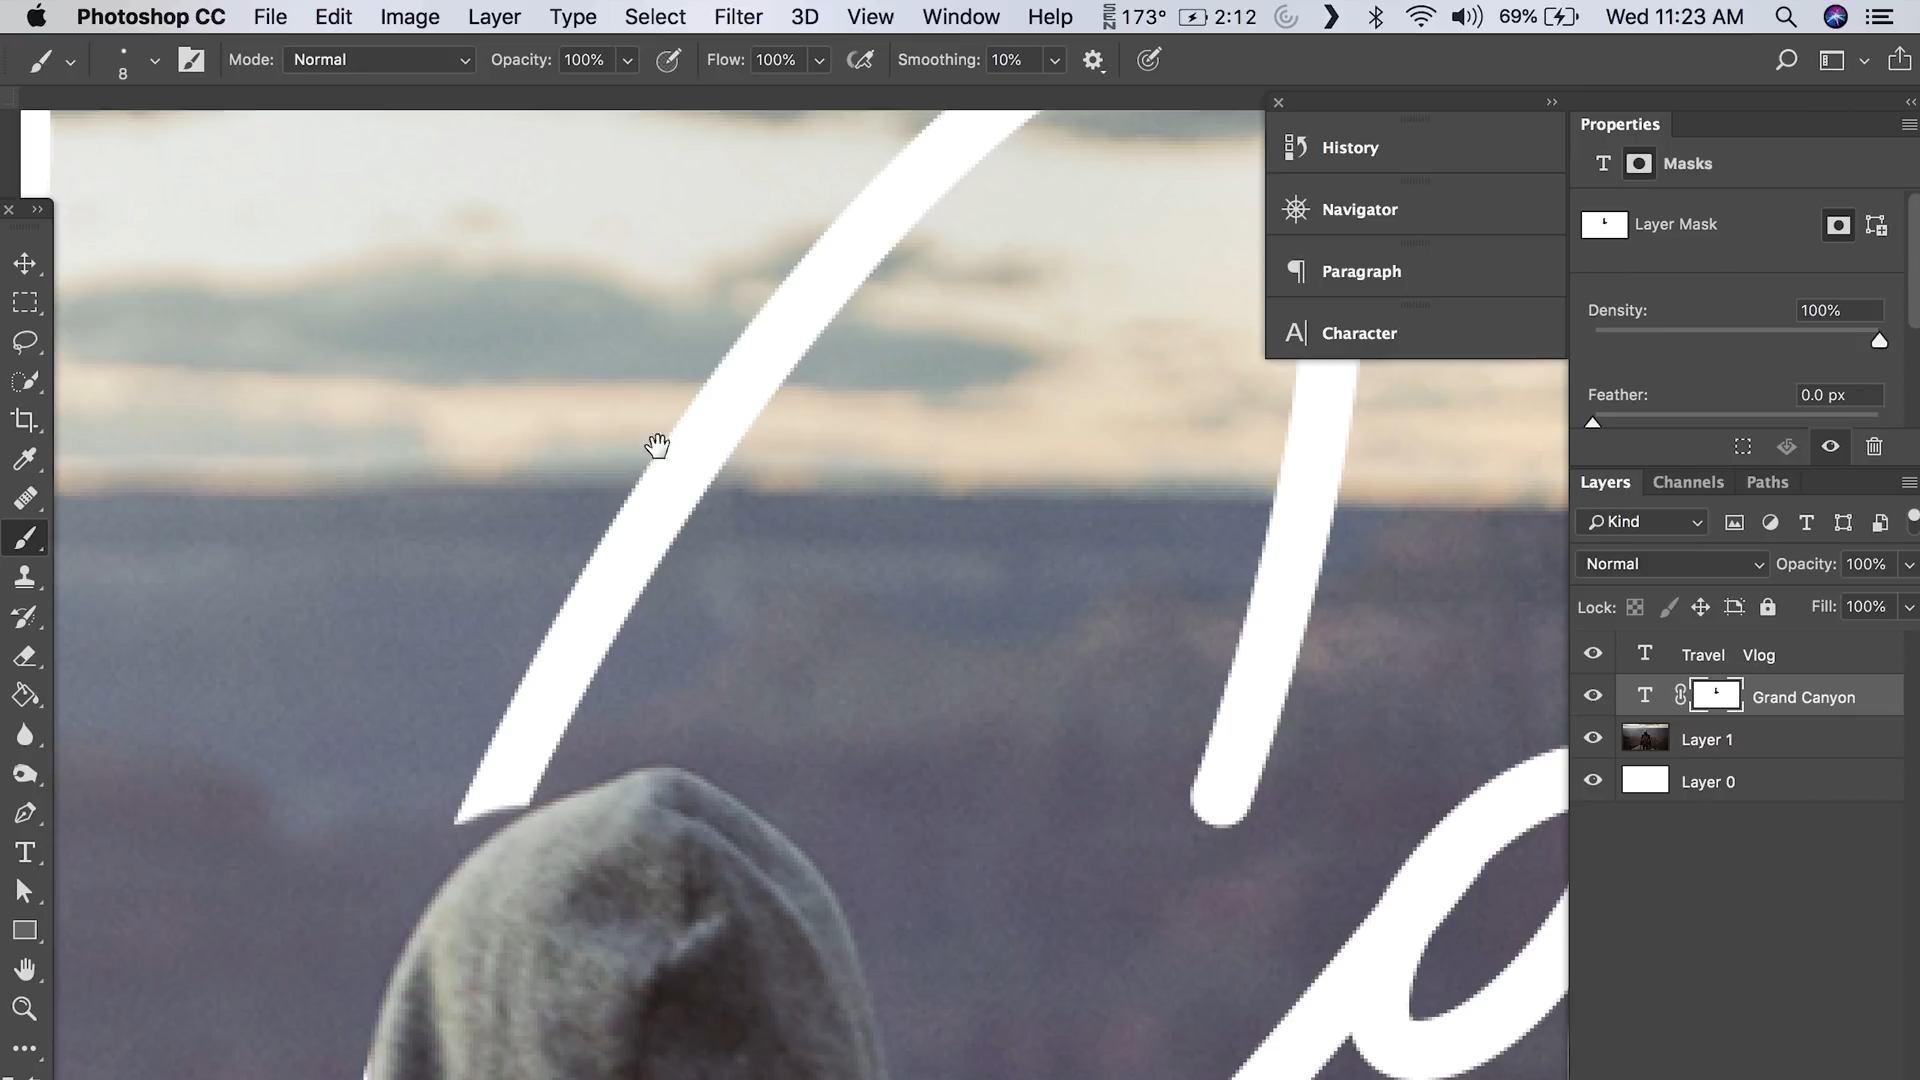 Photoshop CC File Edit Image Layer Type Select Filter 3D View Window Help SEN 173° 2:12 69% Wed 11:23 AM
8 Mode: Normal Opacity: 100% Flow: 100% Smoothing: 10%
History
Navigator
Paragraph
Character
Properties
T Masks
Layer Mask
Density: 100%
Feather: 0.0 px
Layers Channels Paths
Kind
Normal Opacity: 100%
Lock: Fill: 100%
T Travel Vlog
T Grand Canyon
Layer 1
Layer 0